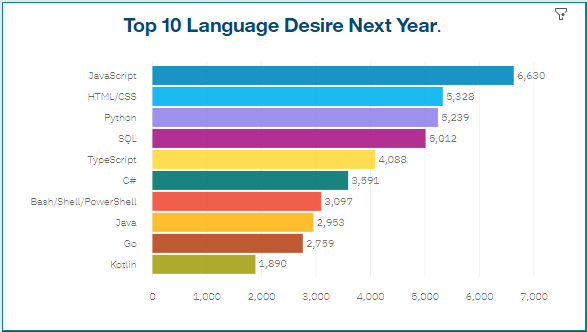 Top 10 Language Desire Next Year.
JavaScript 6,630
HTML/CSS 5,328
Python 5,239
SQL 5,012
TypeScript 4,088
C# 3,591
Bash/Shell/PowerShell 3,097
Java 2,953
Go 2,759
Kotlin 1,890
0 1,000 2,000 3,000 4,000 5,000 6,000 7,000